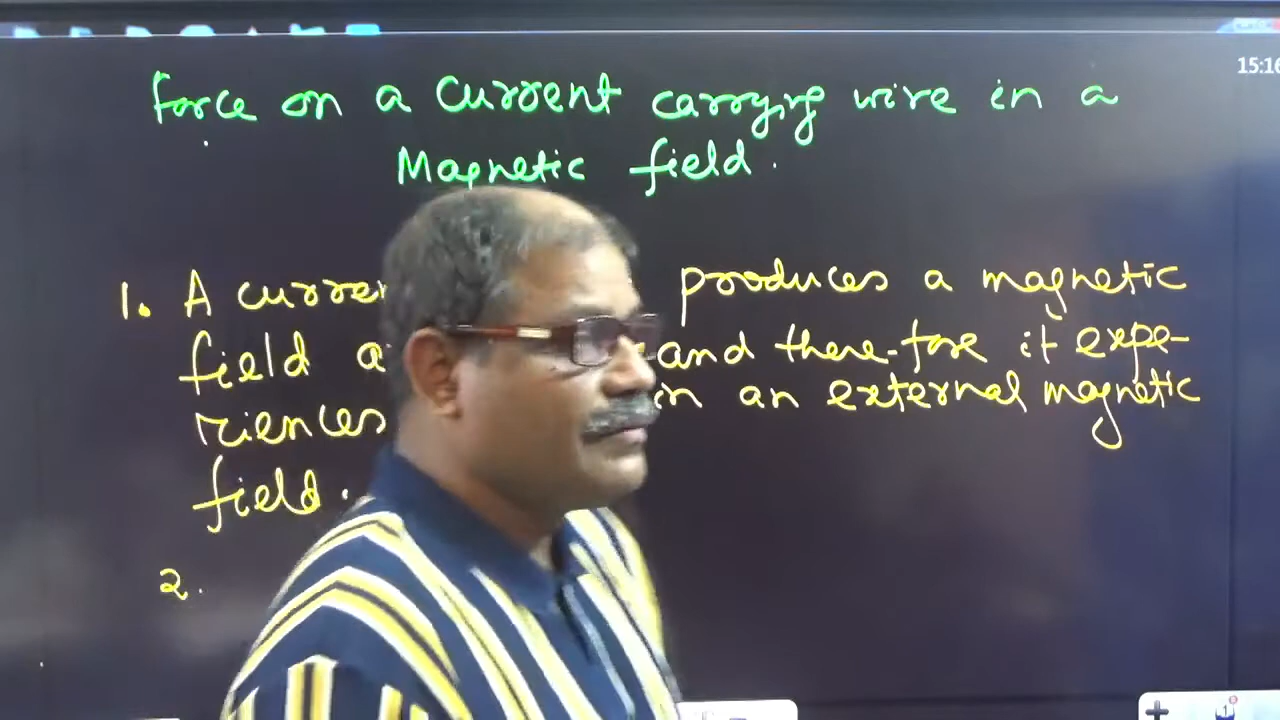 Force on a current carrying wire in a
Magnetic field.
15:16
1. A current produces a magnetic
field and there-fore it expe-
riences in an external magnetic
field.
2.